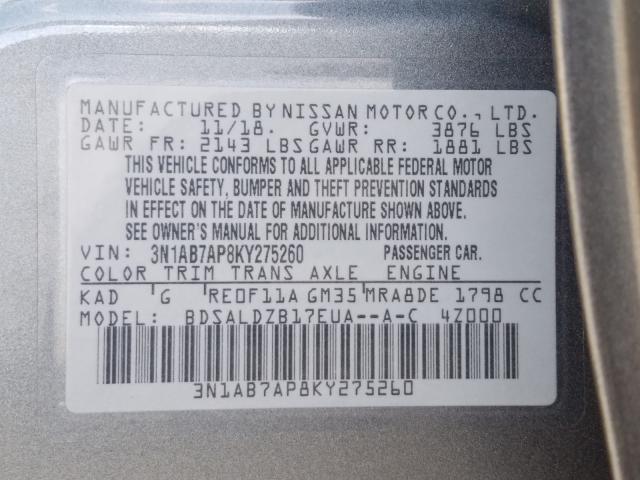 MANUFACTURED BY NISSAN MOTOR CO., LTD.
DATE: 11/18. GVWR: 3876 LBS
GAWR FR: 2143 LBS GAWR RR: 1881 LBS
THIS VEHICLE CONFORMS TO ALL APPLICABLE FEDERAL MOTOR
VEHICLE SAFETY, BUMPER AND THEFT PREVENTION STANDARDS
IN EFFECT ON THE DATE OF MANUFACTURE SHOWN ABOVE.
SEE OWNER'S MANUAL FOR ADDITIONAL INFORMATION.
VIN: 3N1AB7AP8KY275260 PASSENGER CAR.
COLOR TRIM TRANS AXLE ENGINE
KAD G RE0F11A GM35 MRA8DE 1798 CC
MODEL: BDSALDZB17EUA--A-C 4Z000
3N1AB7AP8KY275260